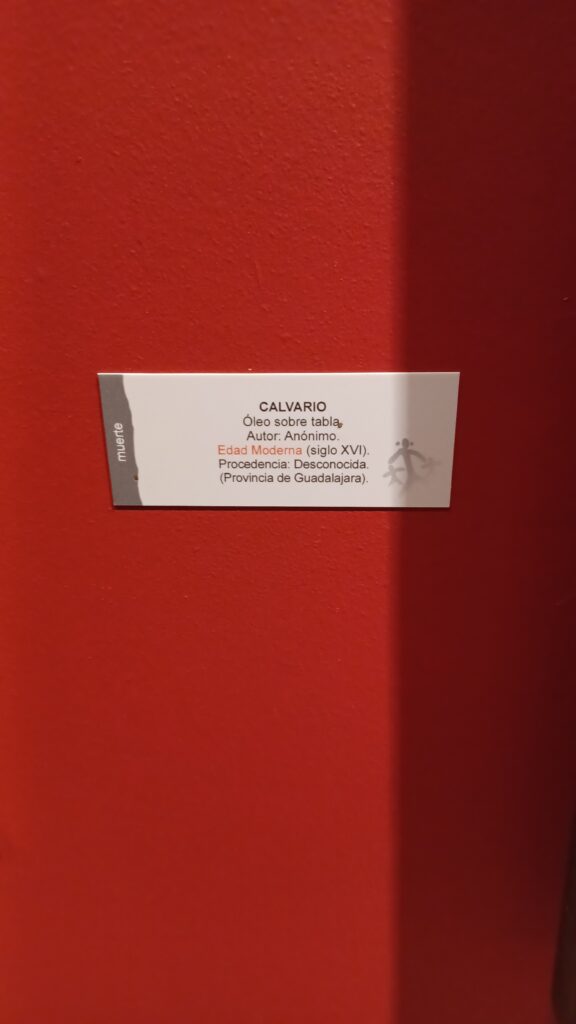 muerte
CALVARIO
Óleo sobre tabla.
Autor: Anónimo.
Edad Moderna (siglo XVI).
Procedencia: Desconocida.
(Provincia de Guadalajara).